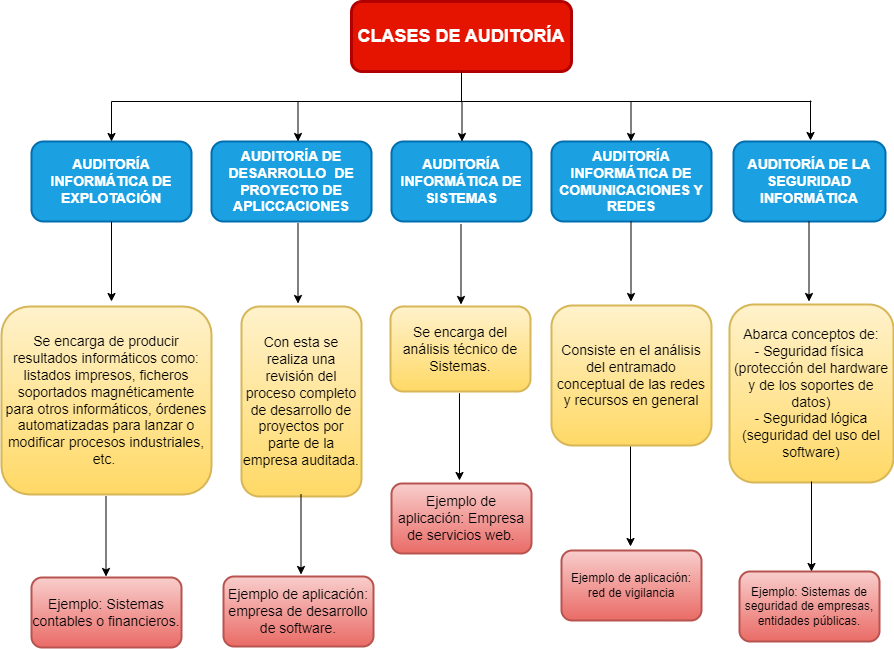 CLASES DE AUDITORÍA
AUDITORÍA
INFORMÁTICA DE
EXPLOTACIÓN
AUDITORÍA DE
DESARROLLO DE
PROYECTO DE
APLICCACIONES
AUDITORÍA
INFORMÁTICA DE
SISTEMAS
AUDITORÍA
INFORMÁTICA DE
COMUNICACIONES Y
REDES
AUDITORÍA DE LA
SEGURIDAD
INFORMÁTICA
Se encarga de producir
resultados informáticos como:
listados impresos, ficheros
soportados magnéticamente
para otros informáticos, órdenes
automatizadas para lanzar o
modificar procesos industriales,
etc.
Con esta se
realiza una
revisión del
proceso completo
de desarrollo de
proyectos por
parte de la
empresa auditada.
Se encarga del
análisis técnico de
Sistemas.
Consiste en el análisis
del entramado
conceptual de las redes
y recursos en general
Abarca conceptos de:
- Seguridad física
(protección del hardware
y de los soportes de
datos)
- Seguridad lógica
(seguridad del uso del
software)
Ejemplo: Sistemas
contables o financieros.
Ejemplo de aplicación:
empresa de desarrollo
de software.
Ejemplo de
aplicación: Empresa
de servicios web.
Ejemplo de aplicación:
red de vigilancia
Ejemplo: Sistemas de
seguridad de empresas,
entidades públicas.